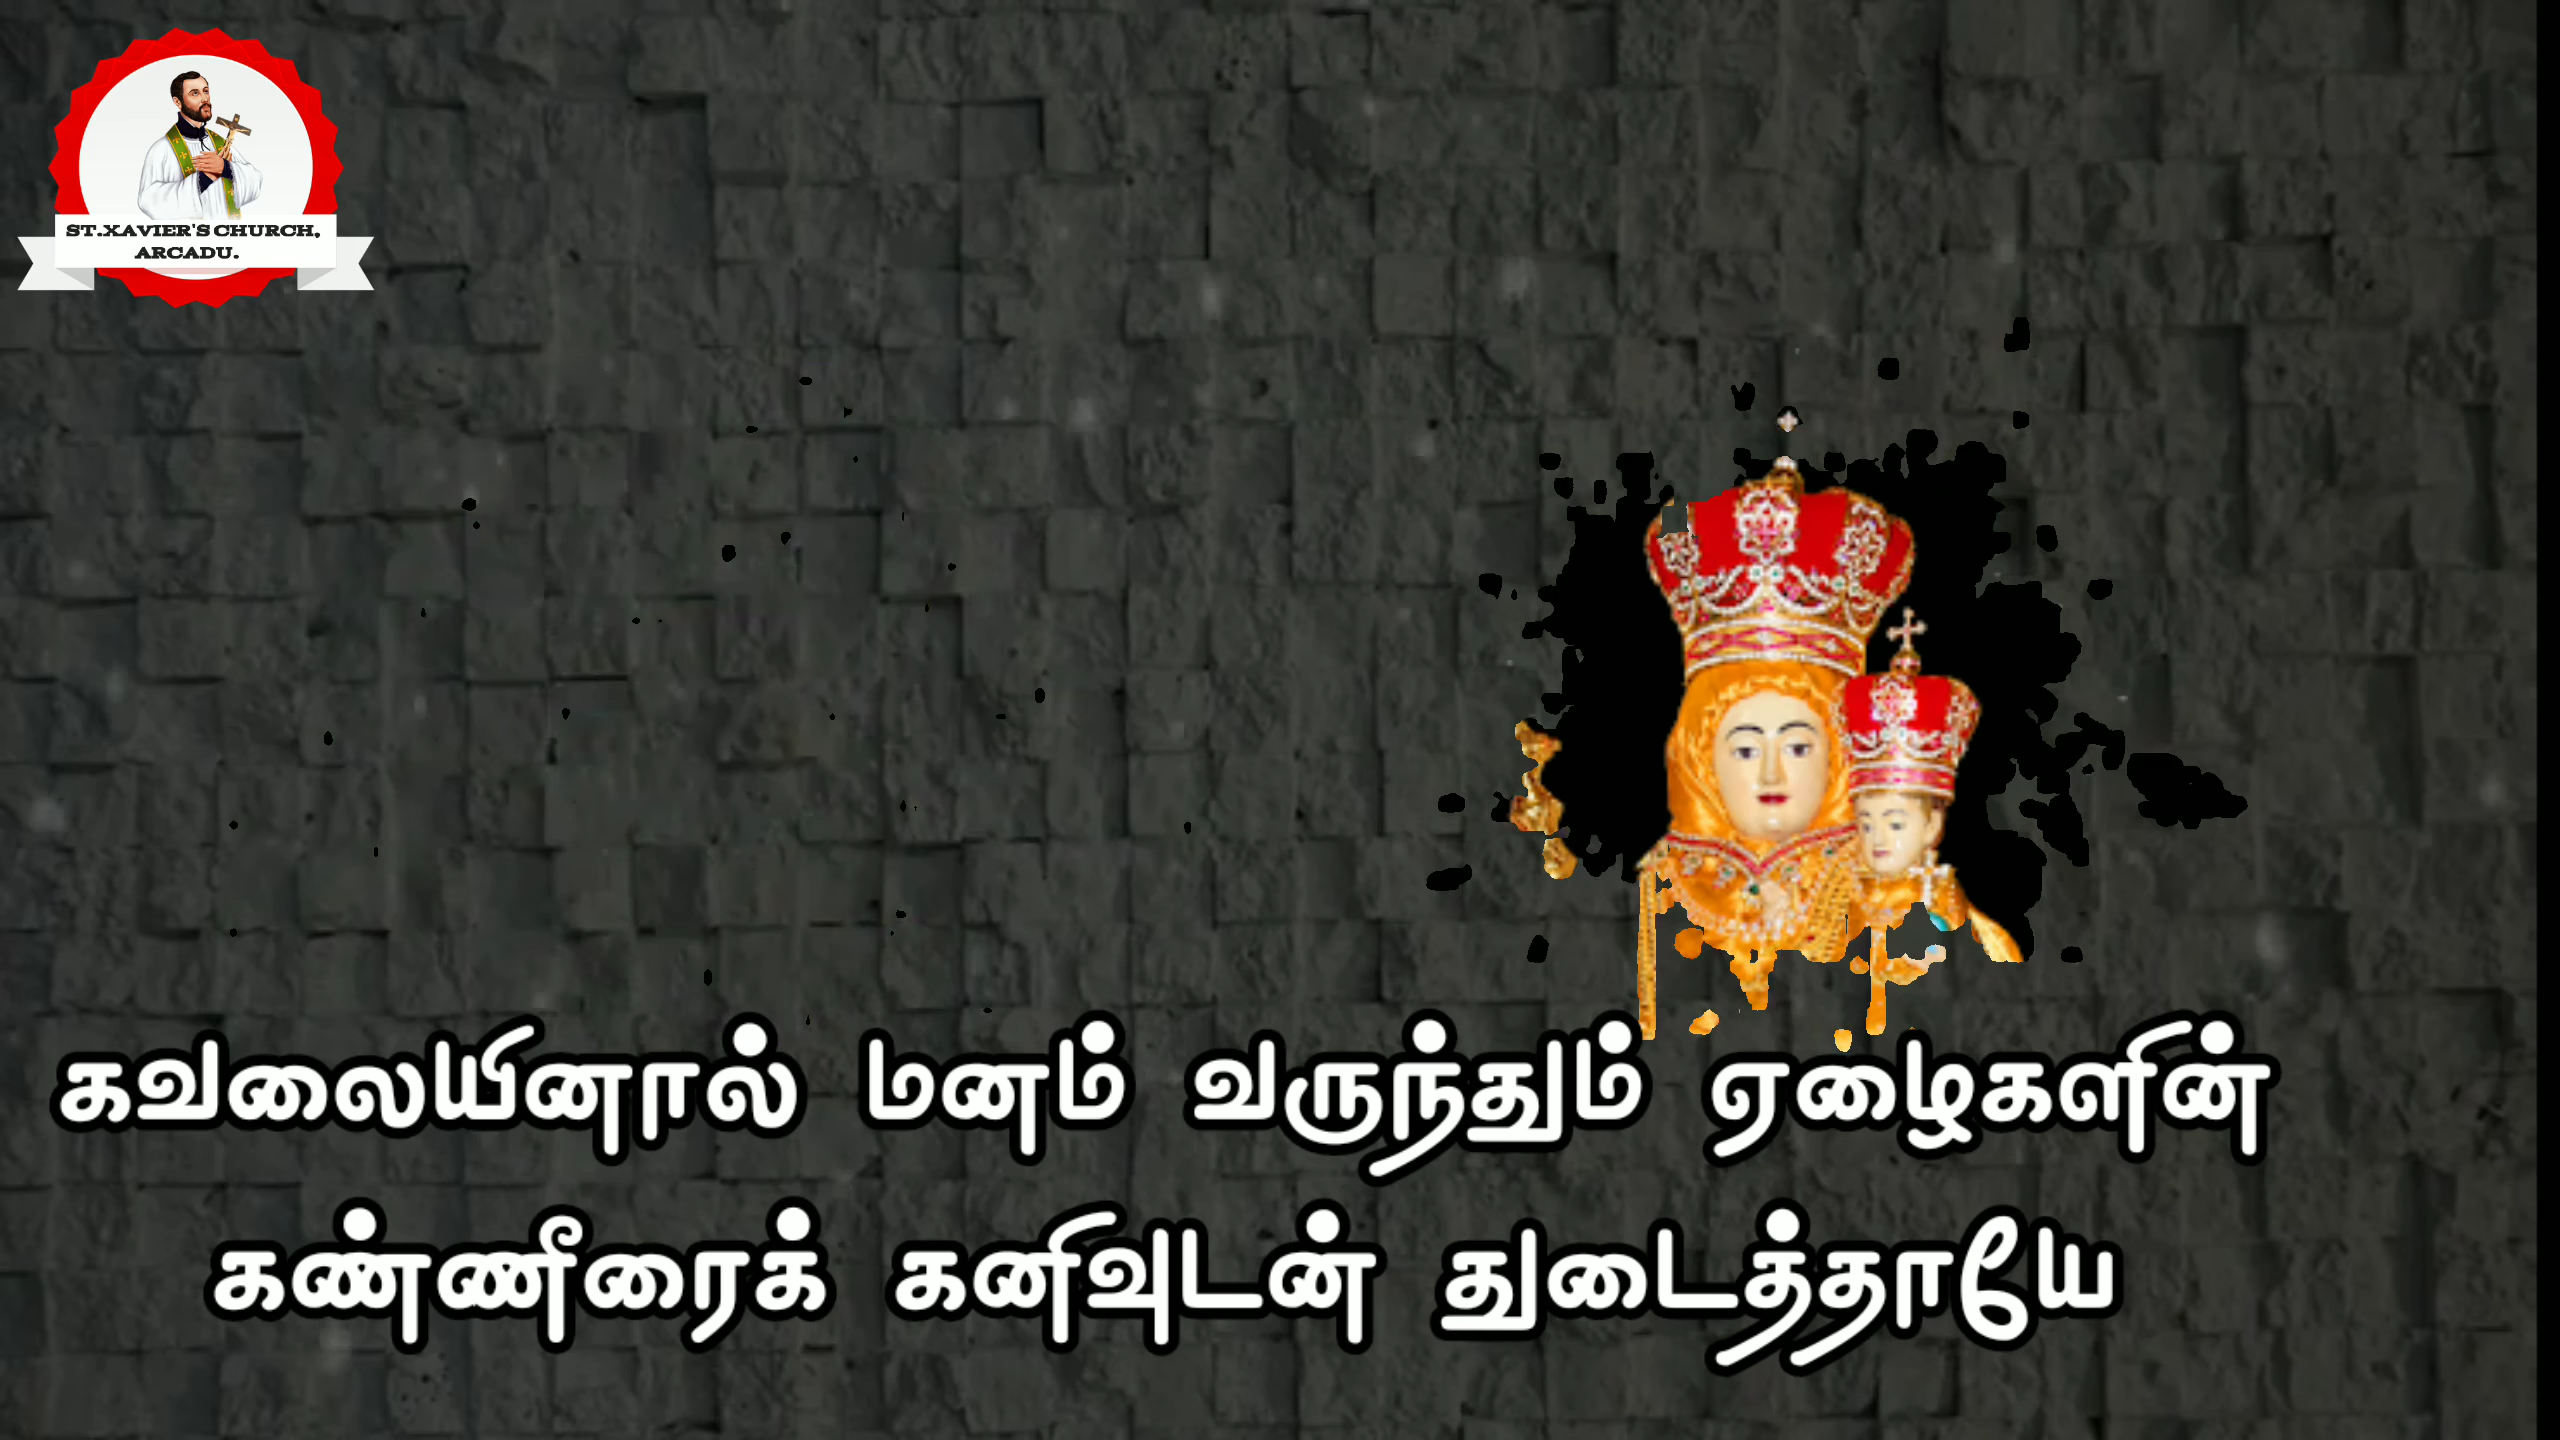 ST.XAVIER'S CHURCH,
ARCADU.
கவலையினால் மனம் வருந்தும் ஏழைகளின்
கண்ணீரைக் கனிவுடன் துடைத்தாயே